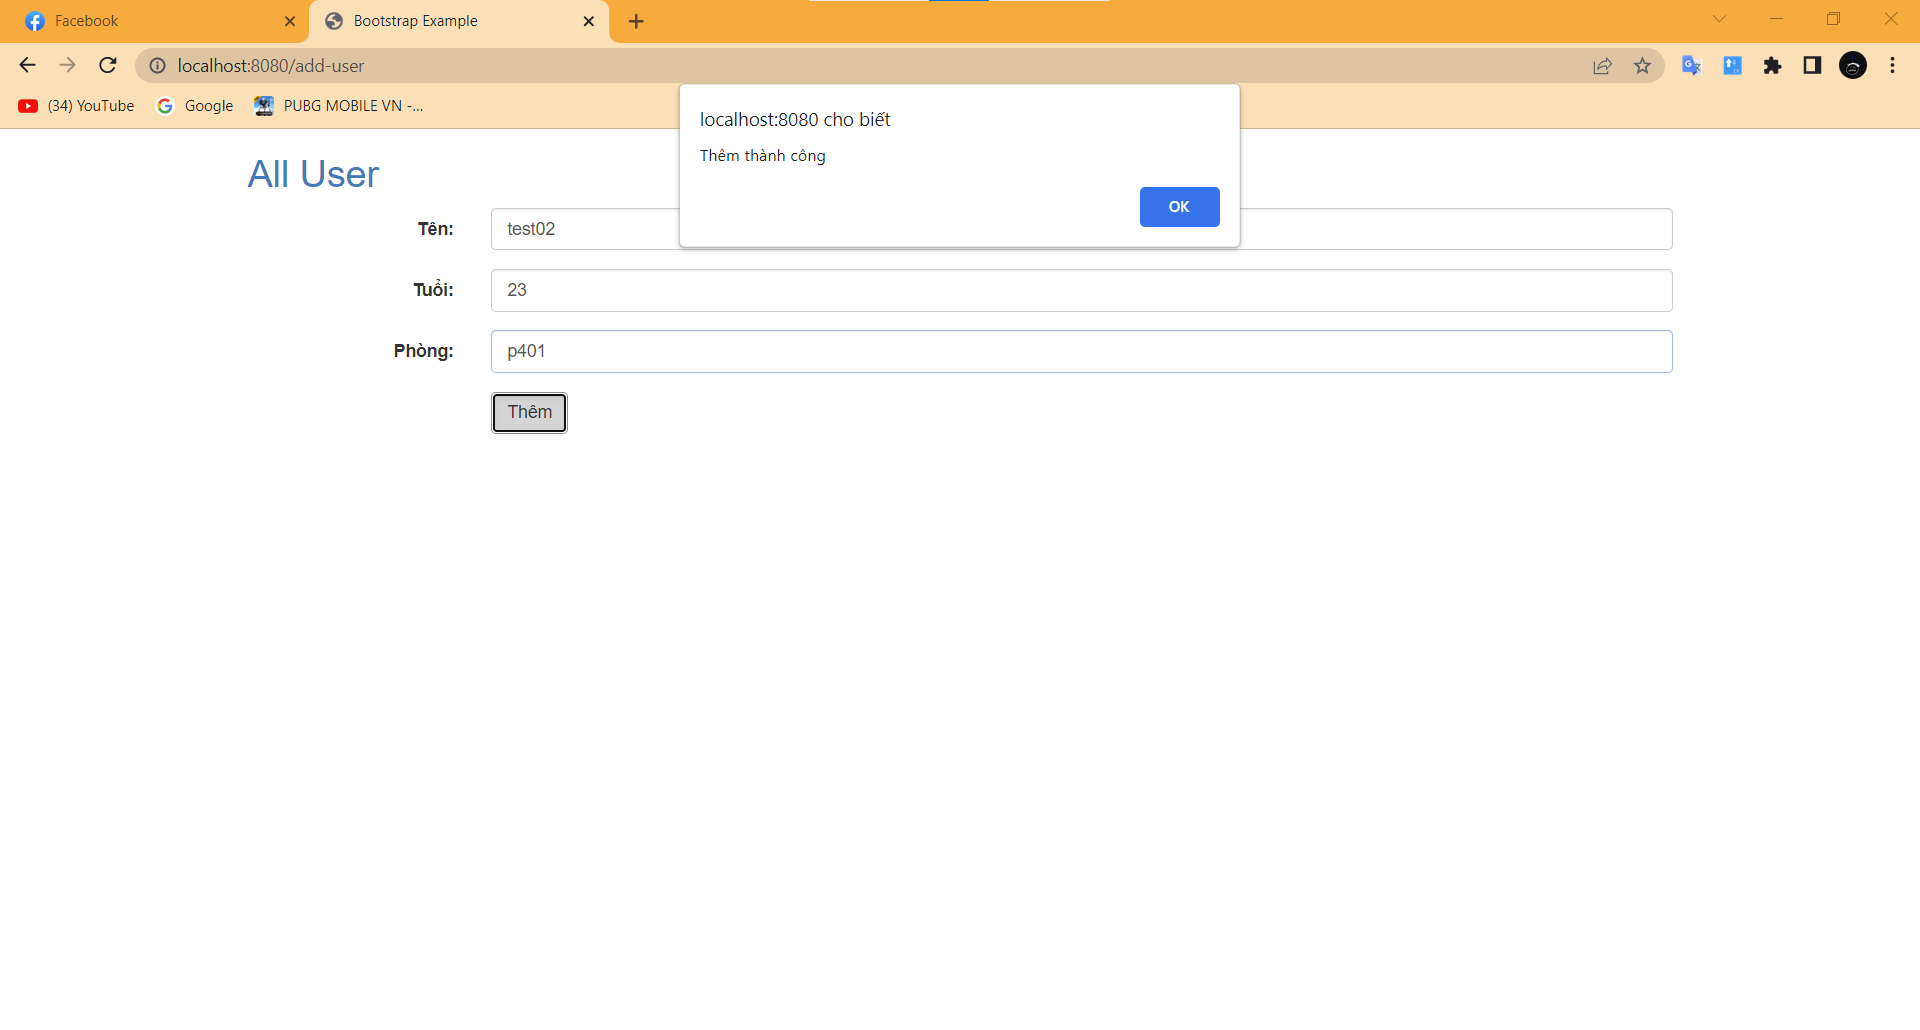 Facebook
Bootstrap Example
localhost:8080/add-user
(34) YouTube
Google
PUBG MOBILE VN -...
localhost:8080 cho biết
Thêm thành công
OK
All User
Tên:
test02
Tuổi:
23
Phòng:
p401
Thêm